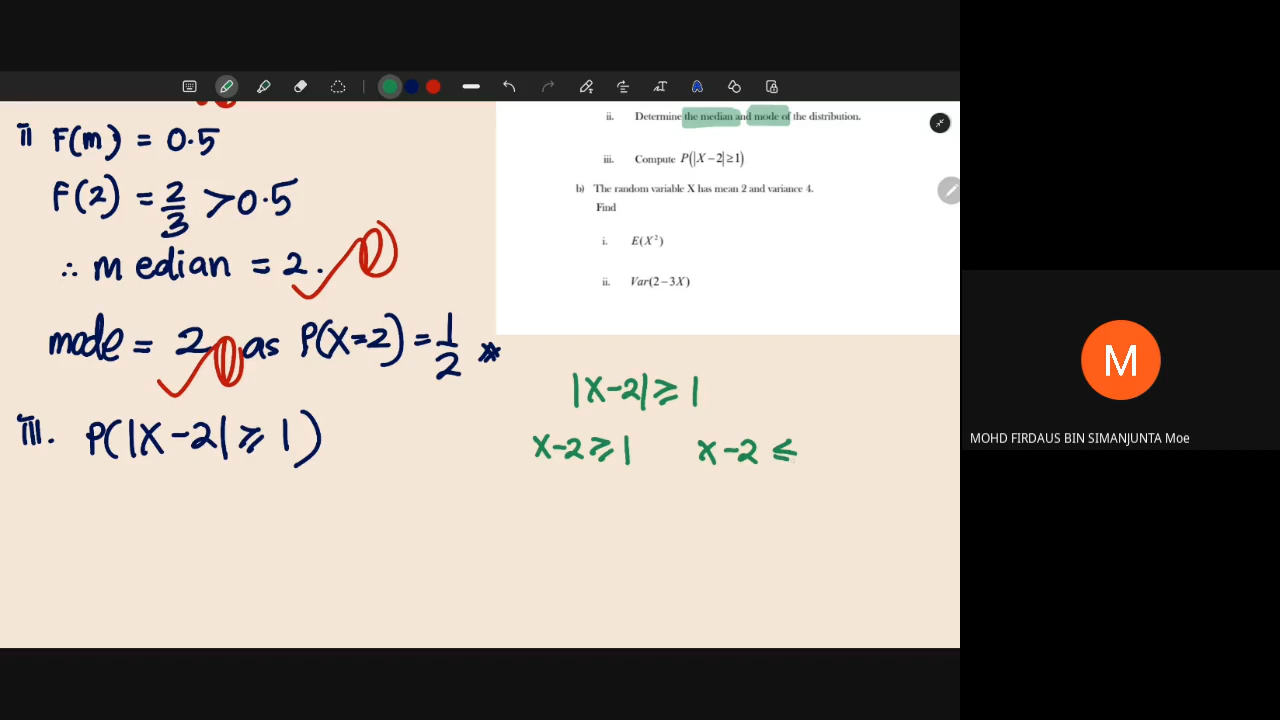 ii F(m) = 0.5
F(2) = 2/3 > 0.5
∴ median = 2.
mode = 2 as P(X=2) = 1/2
iii. P(|X-2| ≥ 1)
ii. Determine the median and mode of the distribution.
iii. Compute P(|X-2|≥1)
b) The random variable X has mean 2 and variance 4.
Find
i. E(X²)
ii. Var(2-3X)
|X-2| ≥ 1
X-2 ≥ 1 X-2 ≤
M
MOHD FIRDAUS BIN SIMANJUNTA Moe